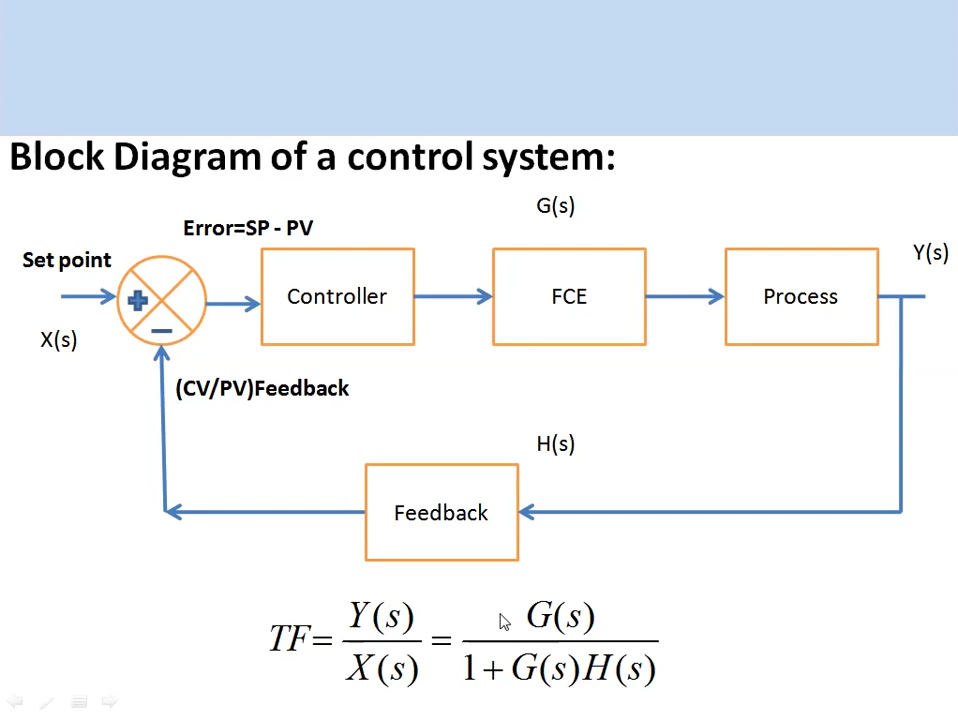 Block Diagram of a control system:
G(s)
Error=SP - PV
Set point
Y(s)
Controller
FCE
Process
+
−
X(s)
(CV/PV)Feedback
H(s)
Feedback
TF= Y(s) / X(s) = G(s) / 1+G(s)H(s)